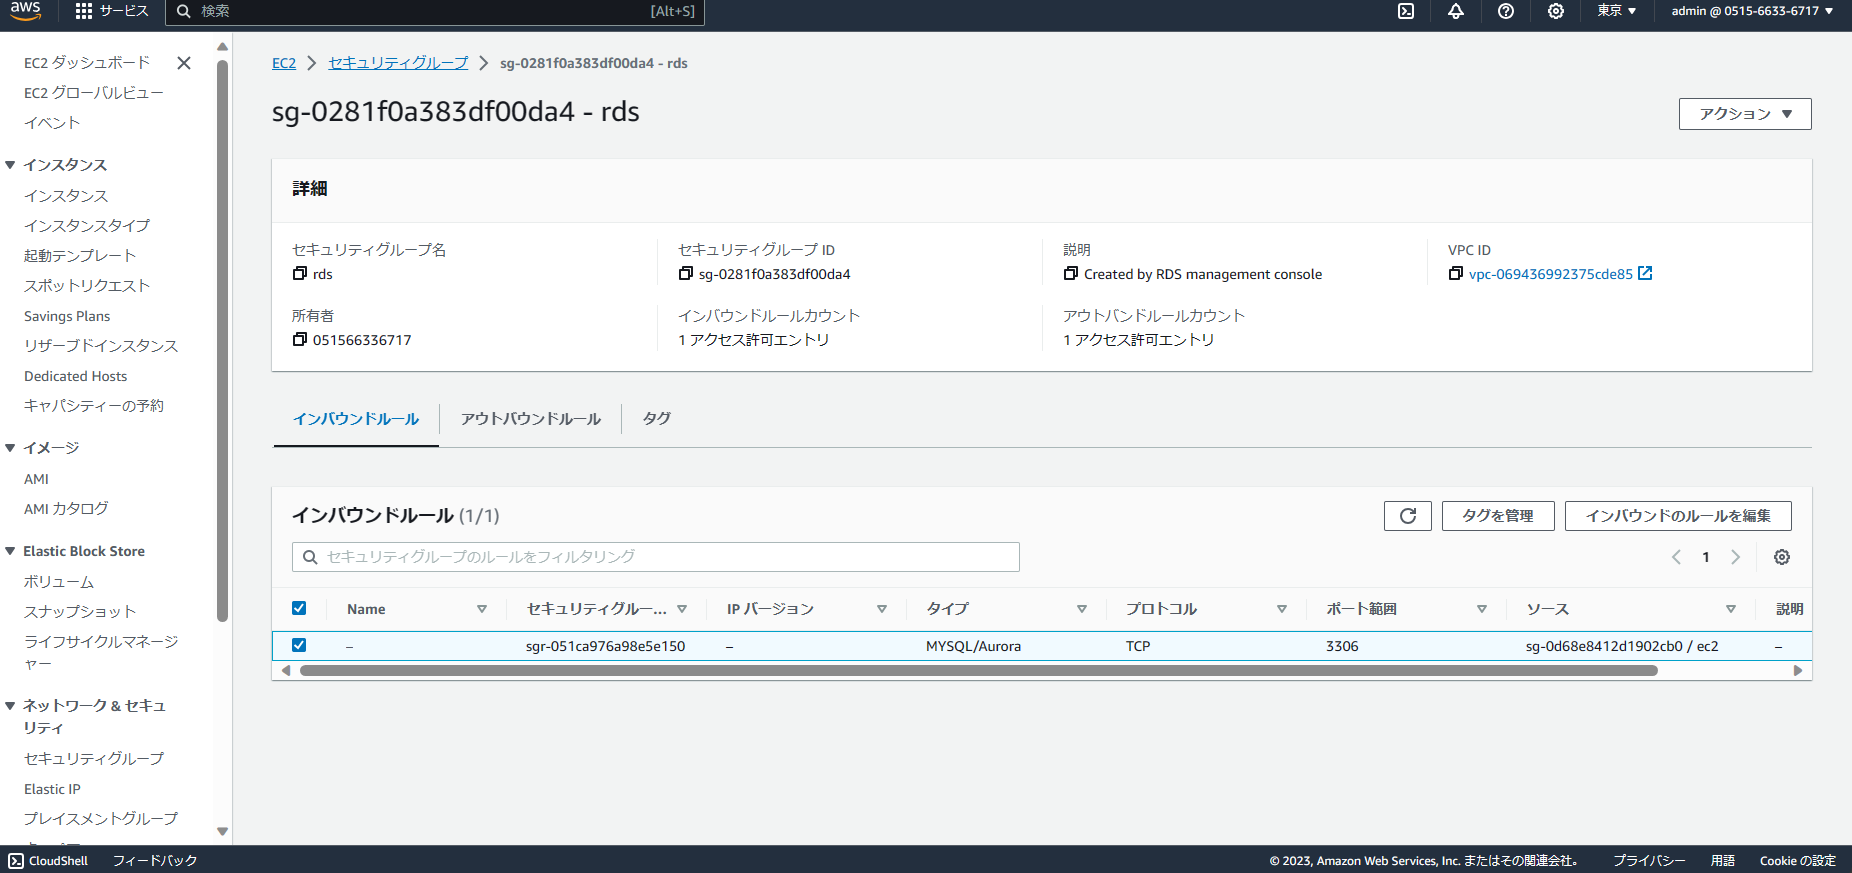 aws
サービス
検索
[Alt+S]
東京
admin @ 0515-6633-6717
EC2 ダッシュボード
EC2 グローバルビュー
イベント
インスタンス
インスタンス
インスタンスタイプ
起動テンプレート
スポットリクエスト
Savings Plans
リザーブドインスタンス
Dedicated Hosts
キャパシティーの予約
イメージ
AMI
AMI カタログ
Elastic Block Store
ボリューム
スナップショット
ライフサイクルマネージ
ャー
ネットワーク & セキュ
リティ
セキュリティグループ
Elastic IP
プレイスメントグループ
EC2 > セキュリティグループ > sg-0281f0a383df00da4 - rds
sg-0281f0a383df00da4 - rds
アクション
詳細
セキュリティグループ名
rds
セキュリティグループ ID
sg-0281f0a383df00da4
説明
Created by RDS management console
VPC ID
vpc-069436992375cde85
所有者
051566336717
インバウンドルールカウント
1 アクセス許可エントリ
アウトバンドルールカウント
1 アクセス許可エントリ
インバウンドルール
アウトバウンドルール
タグ
インバウンドルール (1/1)
タグを管理
インバウンドのルールを編集
セキュリティグループのルールをフィルタリング
1
Name
セキュリティグルー...
IP バージョン
タイプ
プロトコル
ポート範囲
ソース
説明
–
sgr-051ca976a98e5e150
–
MYSQL/Aurora
TCP
3306
sg-0d68e8412d1902cb0 / ec2
–
CloudShell
フィードバック
© 2023, Amazon Web Services, Inc. またはその関連会社。
プライバシー
用語
Cookie の設定